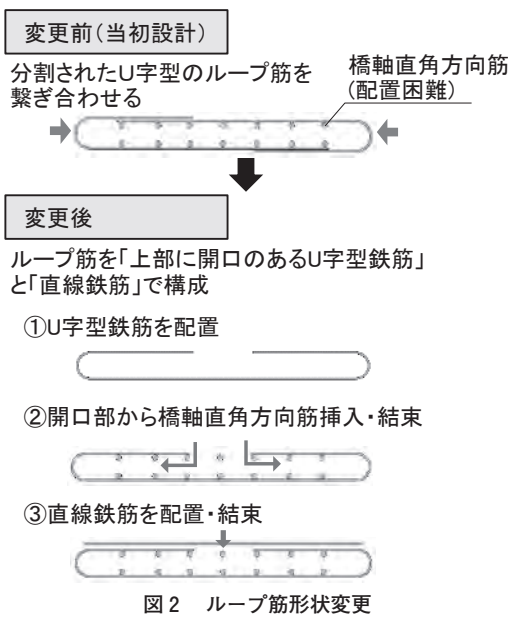 変更前(当初設計)
分割されたU字型のループ筋を
繋ぎ合わせる
橋軸直角方向筋
(配置困難)
変更後
ループ筋を「上部に開口のあるU字型鉄筋」
と「直線鉄筋」で構成
①U字型鉄筋を配置
②開口部から橋軸直角方向筋挿入・結束
③直線鉄筋を配置・結束
図2 ループ筋形状変更